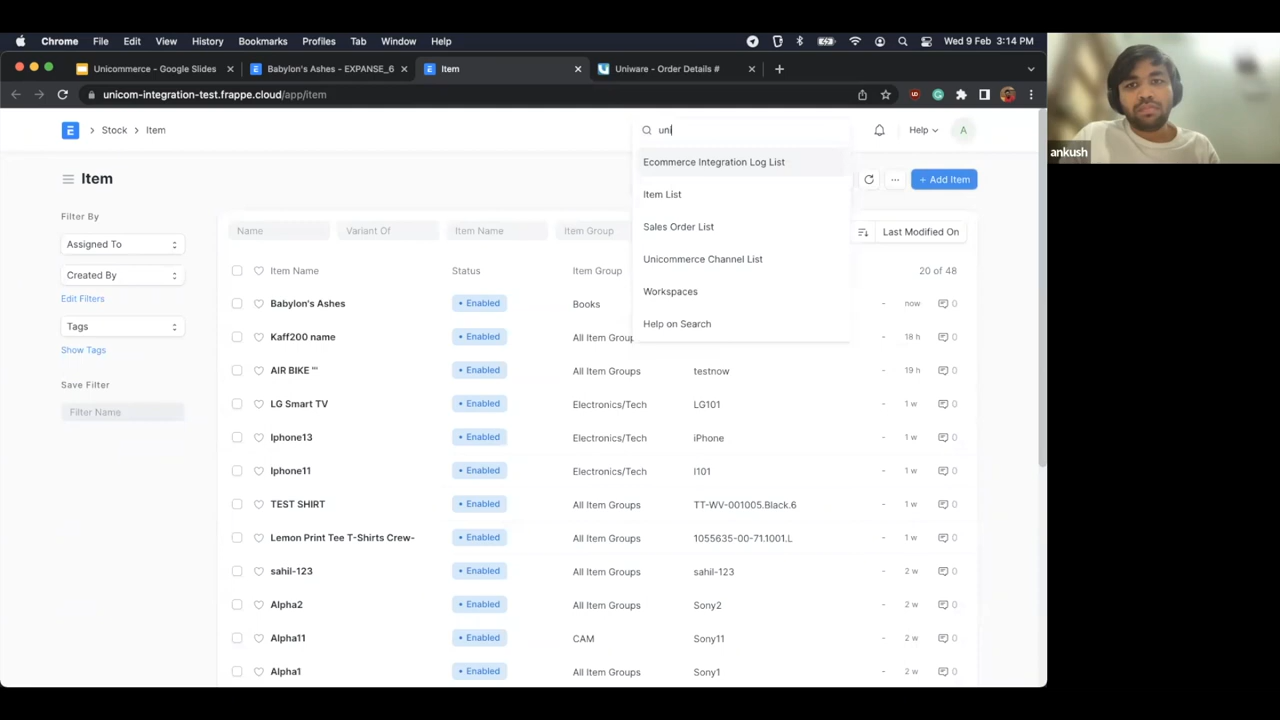 Chrome File Edit View History Bookmarks Profiles Tab Window Help Wed 9 Feb 3:14 PM
Unicommerce - Google Slides Babylon's Ashes - EXPANSE_6 Item Uniware - Order Details #
unicom-integration-test.frappe.cloud/app/item
E Stock Item uni Help A
ankush
Item
Ecommerce Integration Log List
Item List
Sales Order List
Unicommerce Channel List
Workspaces
Help on Search
+ Add Item
Filter By
Assigned To
Created By
Edit Filters
Tags
Show Tags
Save Filter
Filter Name
Name Variant Of Item Name Item Group Last Modified On
Item Name Status Item Group 20 of 48
Babylon's Ashes Enabled Books - now 0
Kaff200 name Enabled All Item Group - 18 h 0
AIR BIKE "' Enabled All Item Groups testnow - 19 h 0
LG Smart TV Enabled Electronics/Tech LG101 - 1 w 0
Iphone13 Enabled Electronics/Tech iPhone - 1 w 0
Iphone11 Enabled Electronics/Tech I101 - 1 w 0
TEST SHIRT Enabled All Item Groups TT-WV-001005.Black.6 - 1 w 0
Lemon Print Tee T-Shirts Crew- Enabled All Item Groups 1055635-00-71.1001.L - 1 w 0
sahil-123 Enabled All Item Groups sahil-123 - 2 w 0
Alpha2 Enabled All Item Groups Sony2 - 2 w 0
Alpha11 Enabled CAM Sony11 - 2 w 0
Alpha1 Enabled All Item Groups Sony1 - 2 w 0